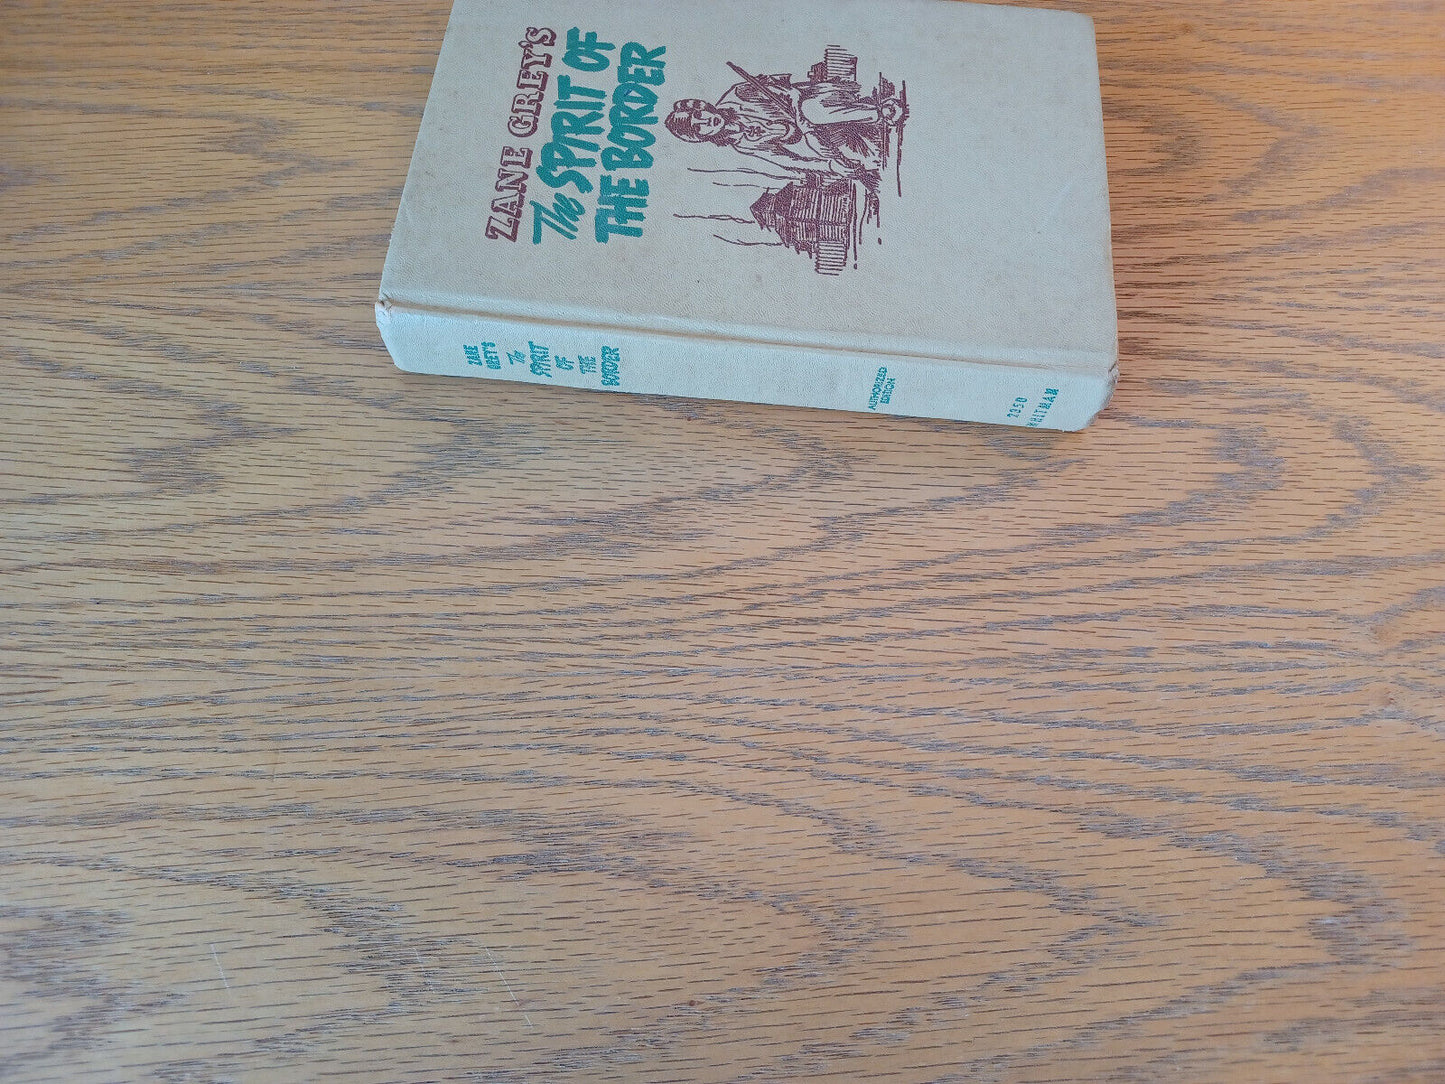 ZANE GREY'S
The SPIRIT OF
THE BORDER
ZANE
GREY'S
The
SPIRIT
OF
THE
BORDER
AUTHORIZED
EDITION
2350
WHITMAN